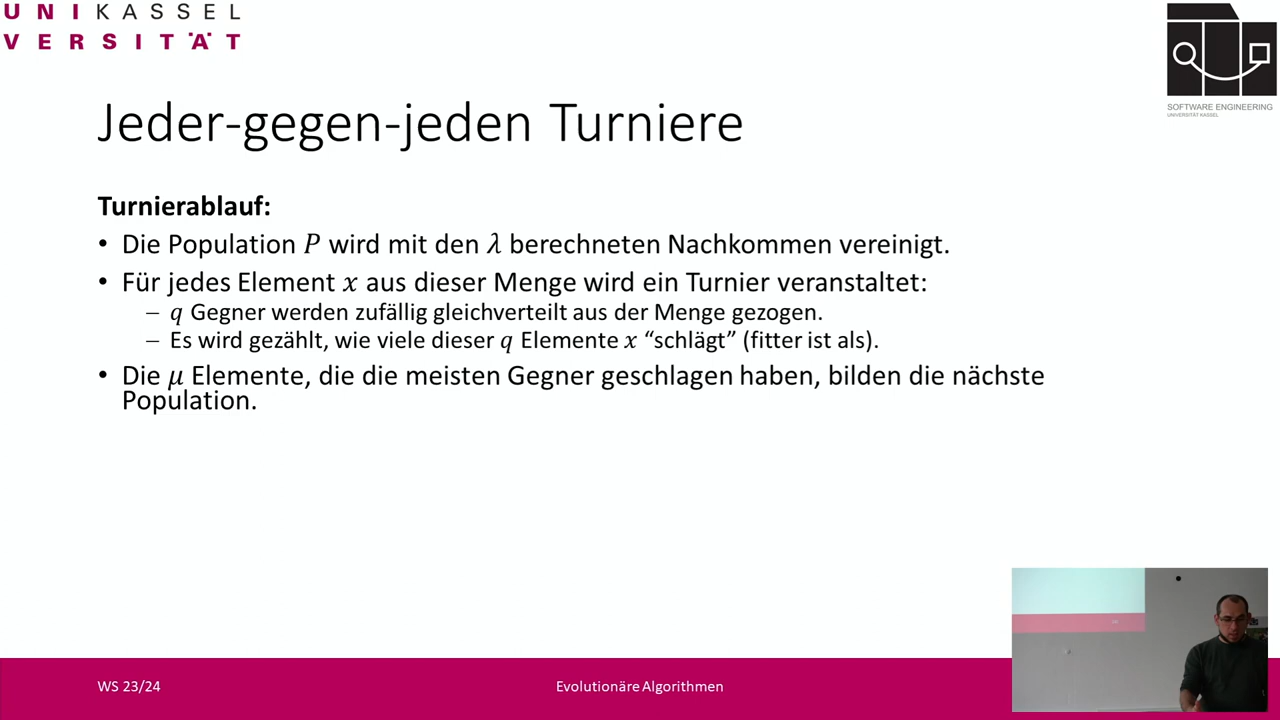 UNIKASSEL
VERSITÄT
SOFTWARE ENGINEERING
UNIVERSITÄT KASSEL
Jeder-gegen-jeden Turniere
Turnierablauf:
• Die Population P wird mit den λ berechneten Nachkommen vereinigt.
• Für jedes Element x aus dieser Menge wird ein Turnier veranstaltet:
– q Gegner werden zufällig gleichverteilt aus der Menge gezogen.
– Es wird gezählt, wie viele dieser q Elemente x “schlägt” (fitter ist als).
• Die μ Elemente, die die meisten Gegner geschlagen haben, bilden die nächste
Population.
WS 23/24
Evolutionäre Algorithmen